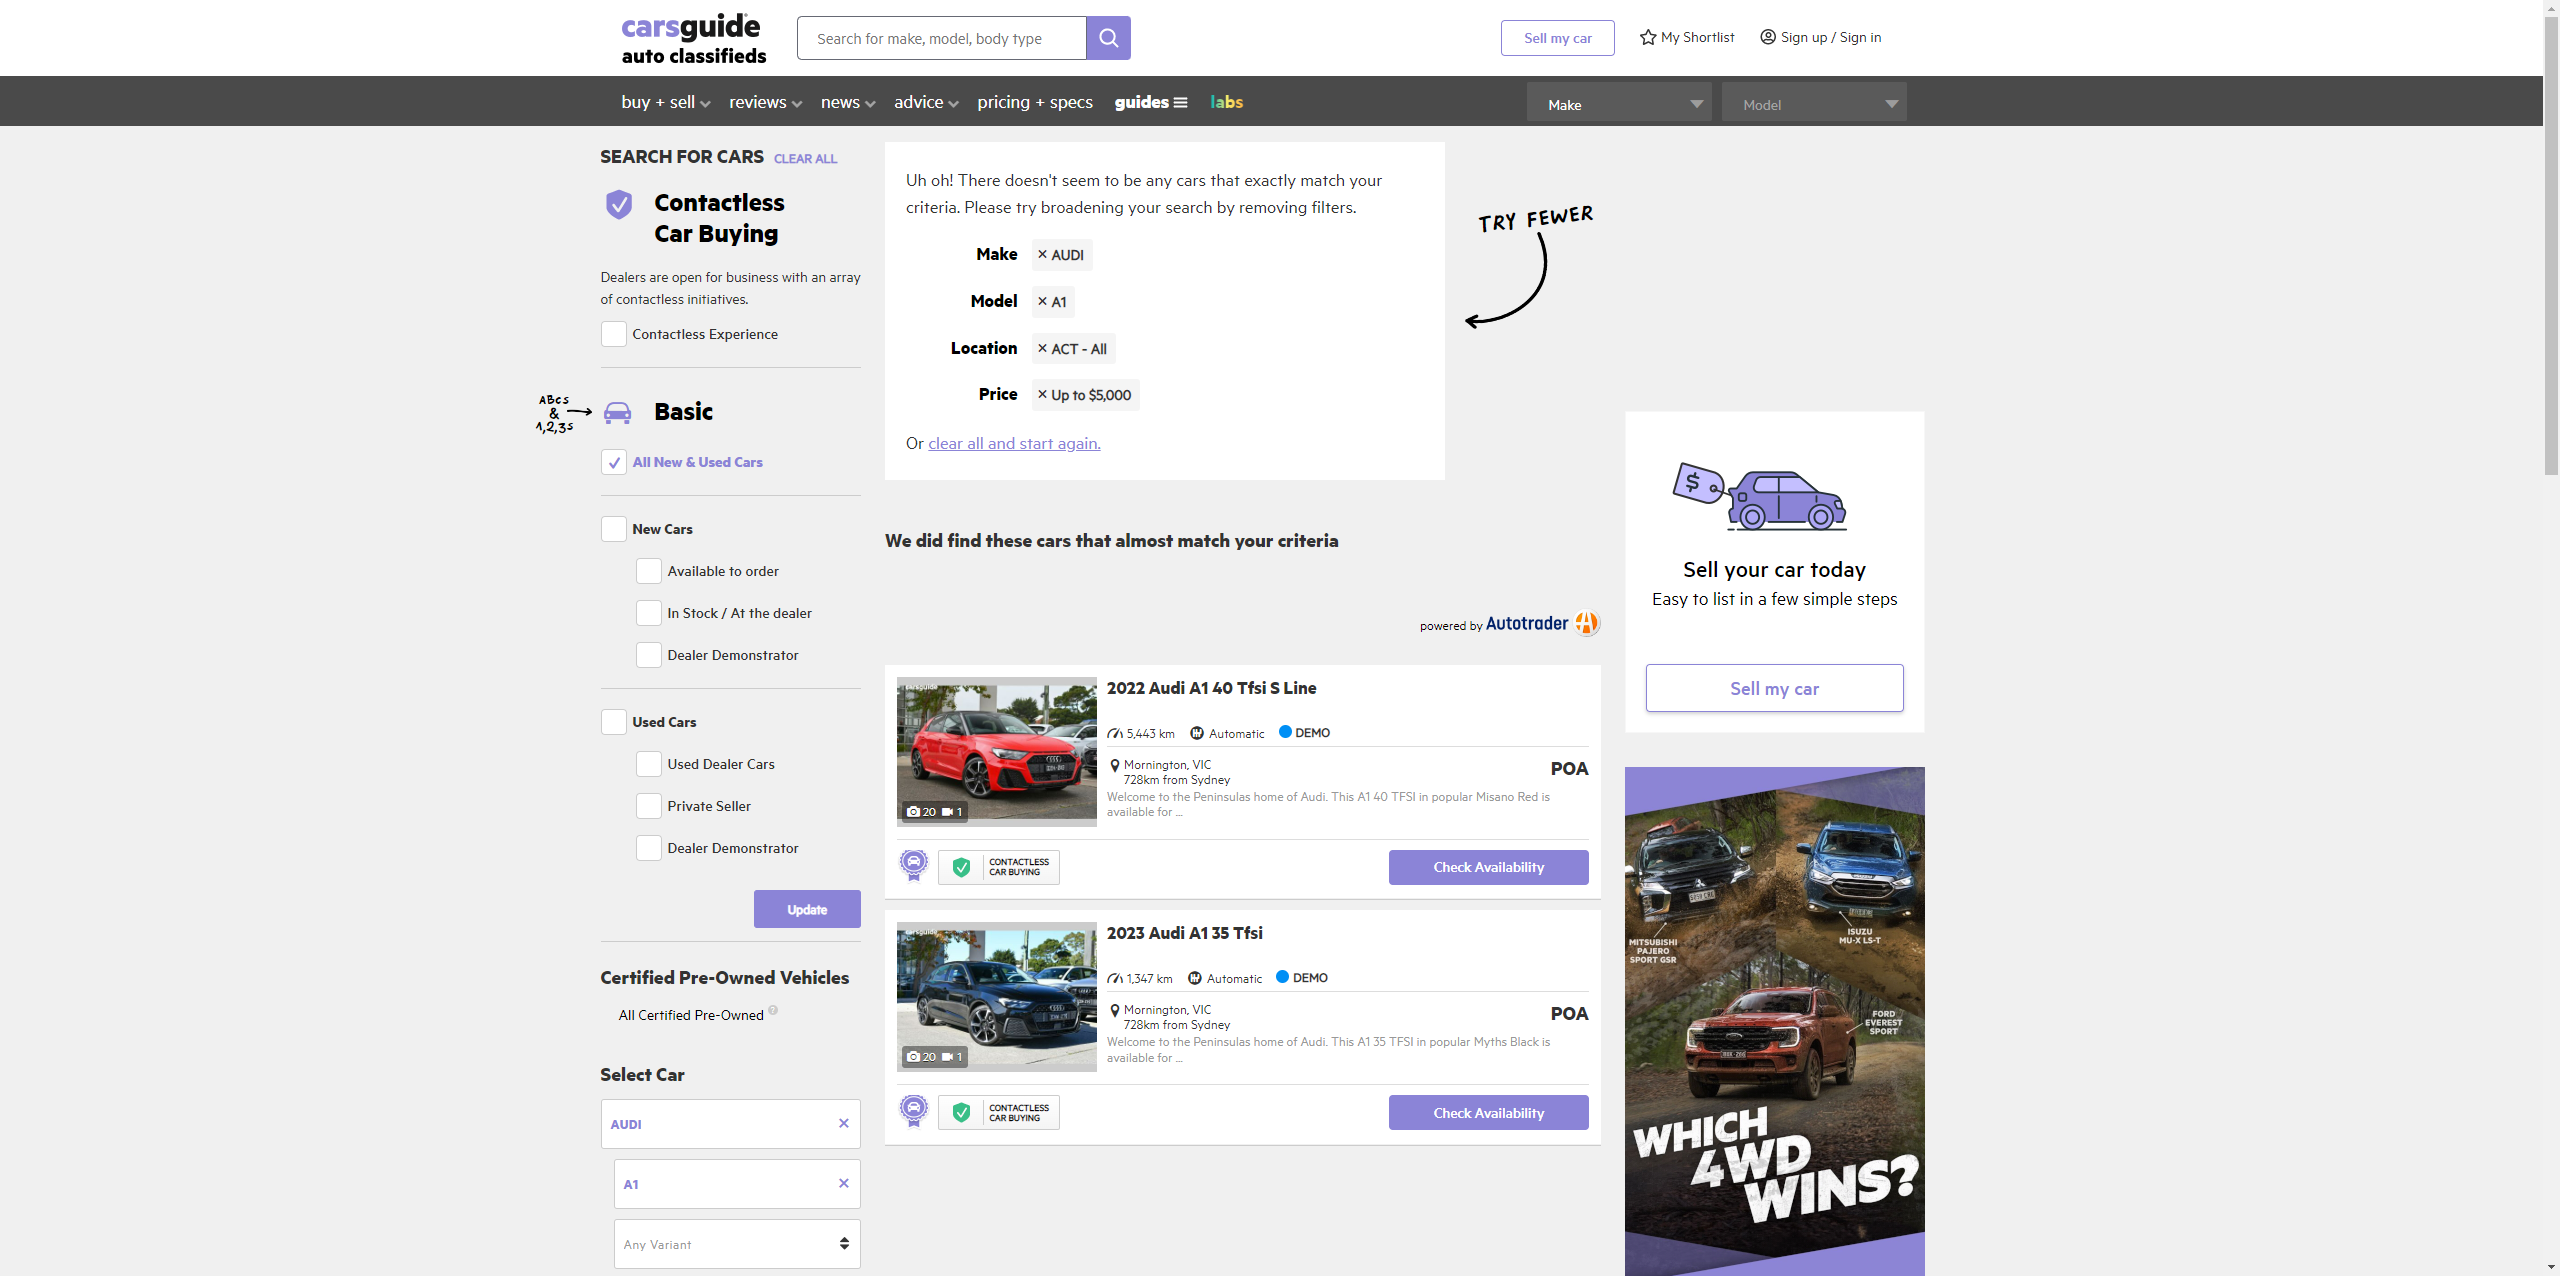 carsguide
auto classifieds
Search for make, model, body type
Sell my car
My Shortlist
Sign up / Sign in
buy + sell
reviews
news
advice
pricing + specs
guides
labs
Make
Model
SEARCH FOR CARS CLEAR ALL
Contactless
Car Buying
Dealers are open for business with an array
of contactless initiatives.
Contactless Experience
ABCs
&
1,2,3s
Basic
All New & Used Cars
New Cars
Available to order
In Stock / At the dealer
Dealer Demonstrator
Used Cars
Used Dealer Cars
Private Seller
Dealer Demonstrator
Update
Certified Pre-Owned Vehicles
All Certified Pre-Owned ?
Select Car
AUDI ×
A1 ×
Any Variant
Uh oh! There doesn't seem to be any cars that exactly match your
criteria. Please try broadening your search by removing filters.
Make × AUDI
Model × A1
Location × ACT - All
Price × Up to $5,000
Or clear all and start again.
TRY FEWER
We did find these cars that almost match your criteria
powered by Autotrader
2022 Audi A1 40 Tfsi S Line
5,443 km Automatic DEMO
Mornington, VIC
728km from Sydney
POA
Welcome to the Peninsulas home of Audi. This A1 40 TFSI in popular Misano Red is
available for ...
carsguide
20 1
CONTACTLESS
CAR BUYING
Check Availability
2023 Audi A1 35 Tfsi
1,347 km Automatic DEMO
Mornington, VIC
728km from Sydney
POA
Welcome to the Peninsulas home of Audi. This A1 35 TFSI in popular Myths Black is
available for ...
carsguide
20 1
CONTACTLESS
CAR BUYING
Check Availability
$
Sell your car today
Easy to list in a few simple steps
Sell my car
MITSUBISHI
PAJERO
SPORT GSR
ISUZU
MU-X LS-T
FORD
EVEREST
SPORT
WHICH
4WD
WINS?